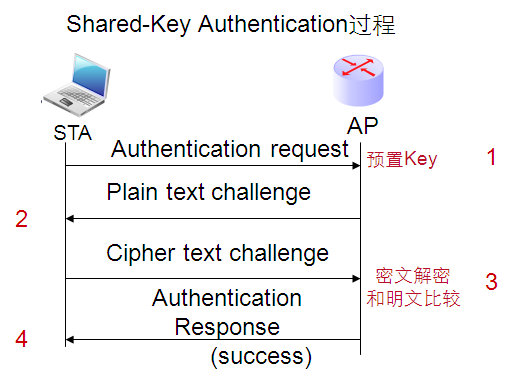 Shared-Key Authentication过程
STA
AP
Authentication request
预置Key
1
Plain text challenge
2
Cipher text challenge
密文解密
和明文比较
3
Authentication
Response
(success)
4